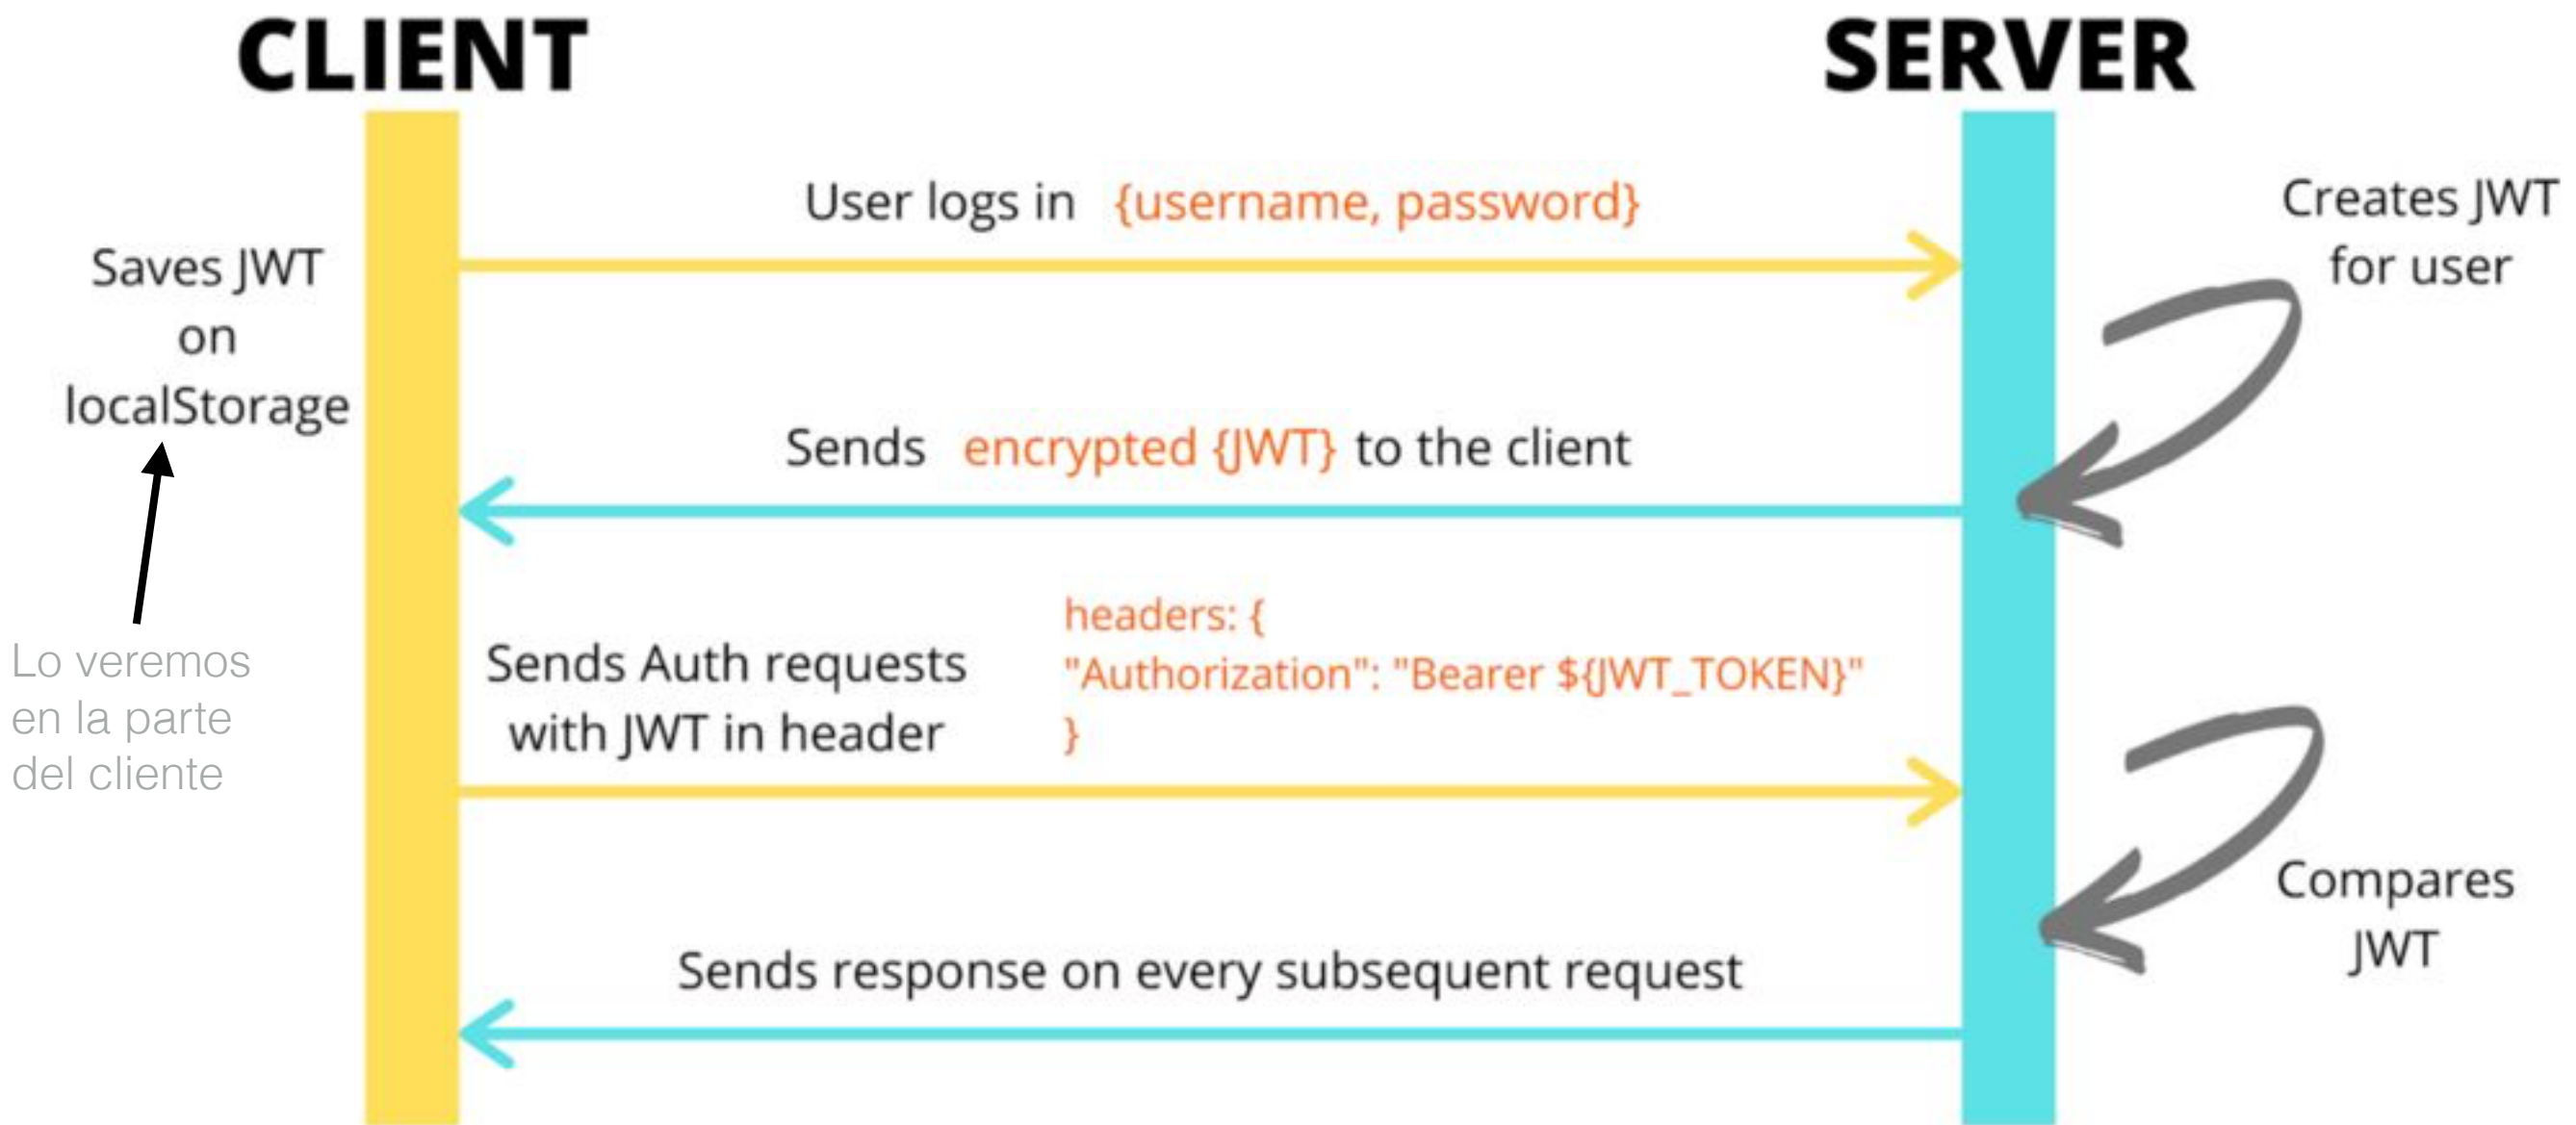 CLIENT
SERVER
User logs in {username, password}
Creates JWT
for user
Saves JWT
on
localStorage
Sends encrypted {JWT} to the client
Lo veremos
en la parte
del cliente
Sends Auth requests
with JWT in header
headers: {
"Authorization": "Bearer ${JWT_TOKEN}"
}
Compares
JWT
Sends response on every subsequent request